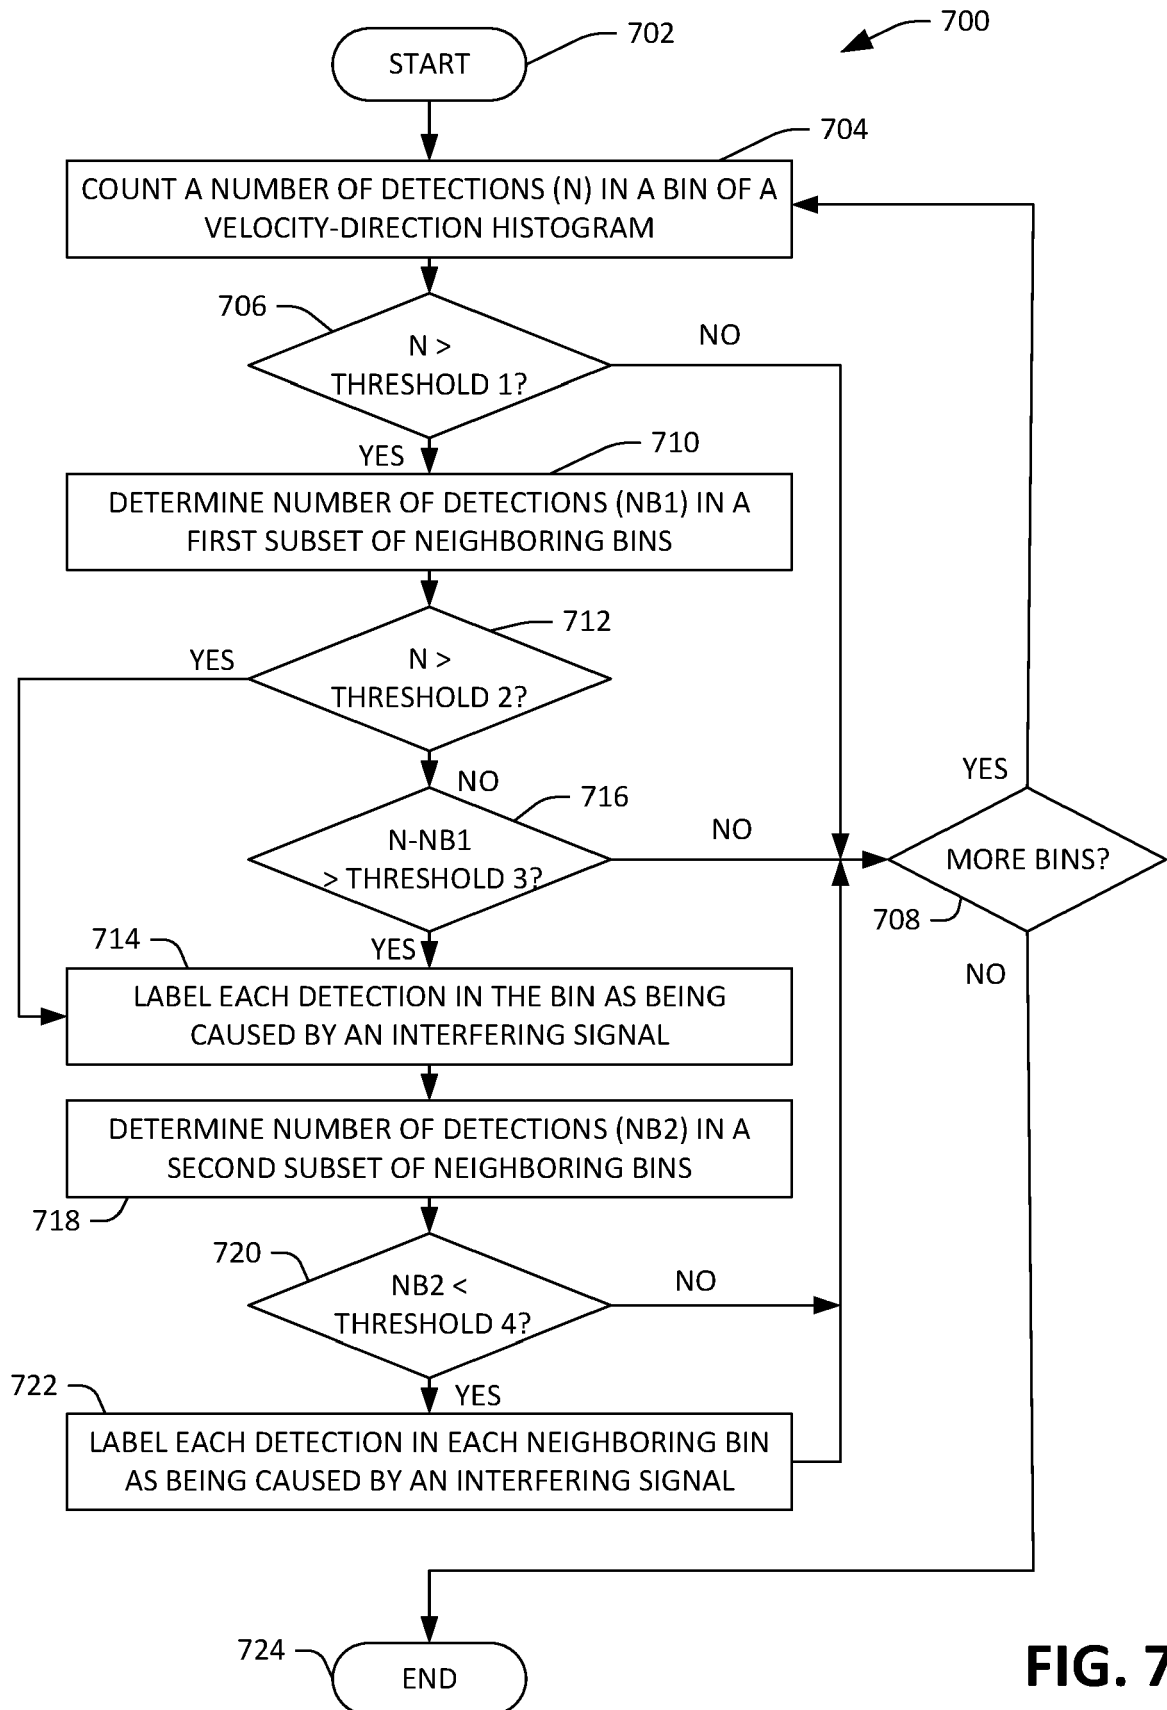 700
702
START
704
COUNT A NUMBER OF DETECTIONS (N) IN A BIN OF A
VELOCITY-DIRECTION HISTOGRAM
706
N >
THRESHOLD 1?
NO
YES
710
DETERMINE NUMBER OF DETECTIONS (NB1) IN A
FIRST SUBSET OF NEIGHBORING BINS
712
YES
N >
THRESHOLD 2?
NO
716
N-NB1
> THRESHOLD 3?
NO
YES
MORE BINS?
708
NO
YES
714
LABEL EACH DETECTION IN THE BIN AS BEING
CAUSED BY AN INTERFERING SIGNAL
DETERMINE NUMBER OF DETECTIONS (NB2) IN A
SECOND SUBSET OF NEIGHBORING BINS
718
720
NB2 <
THRESHOLD 4?
NO
YES
722
LABEL EACH DETECTION IN EACH NEIGHBORING BIN
AS BEING CAUSED BY AN INTERFERING SIGNAL
724
END
FIG. 7